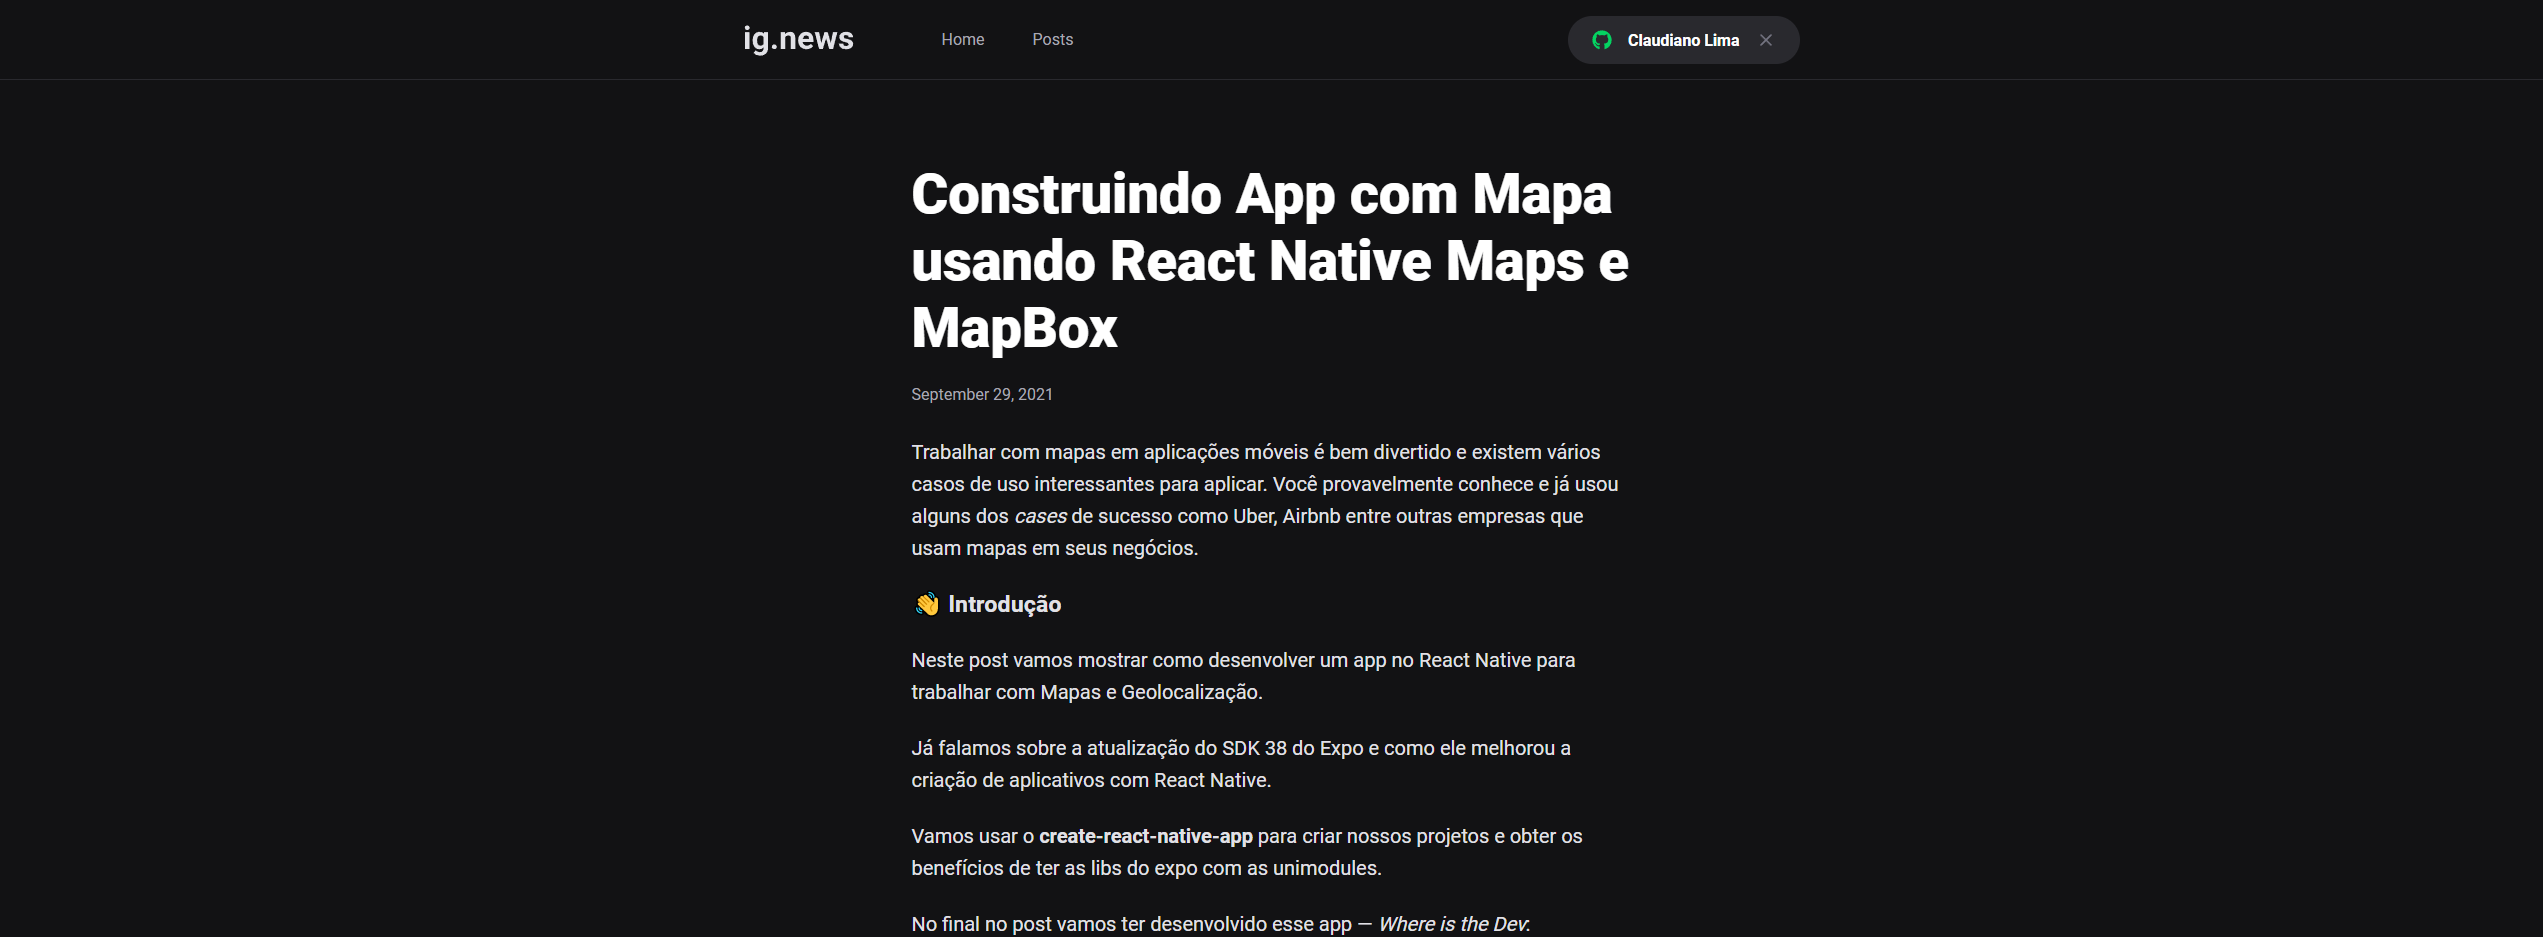 ig.news
Home
Posts
Claudiano Lima
Construindo App com Mapa
usando React Native Maps e
MapBox
September 29, 2021
Trabalhar com mapas em aplicações móveis é bem divertido e existem vários
casos de uso interessantes para aplicar. Você provavelmente conhece e já usou
alguns dos cases de sucesso como Uber, Airbnb entre outras empresas que
usam mapas em seus negócios.
👋 Introdução
Neste post vamos mostrar como desenvolver um app no React Native para
trabalhar com Mapas e Geolocalização.
Já falamos sobre a atualização do SDK 38 do Expo e como ele melhorou a
criação de aplicativos com React Native.
Vamos usar o create-react-native-app para criar nossos projetos e obter os
benefícios de ter as libs do expo com as unimodules.
No final no post vamos ter desenvolvido esse app — Where is the Dev: